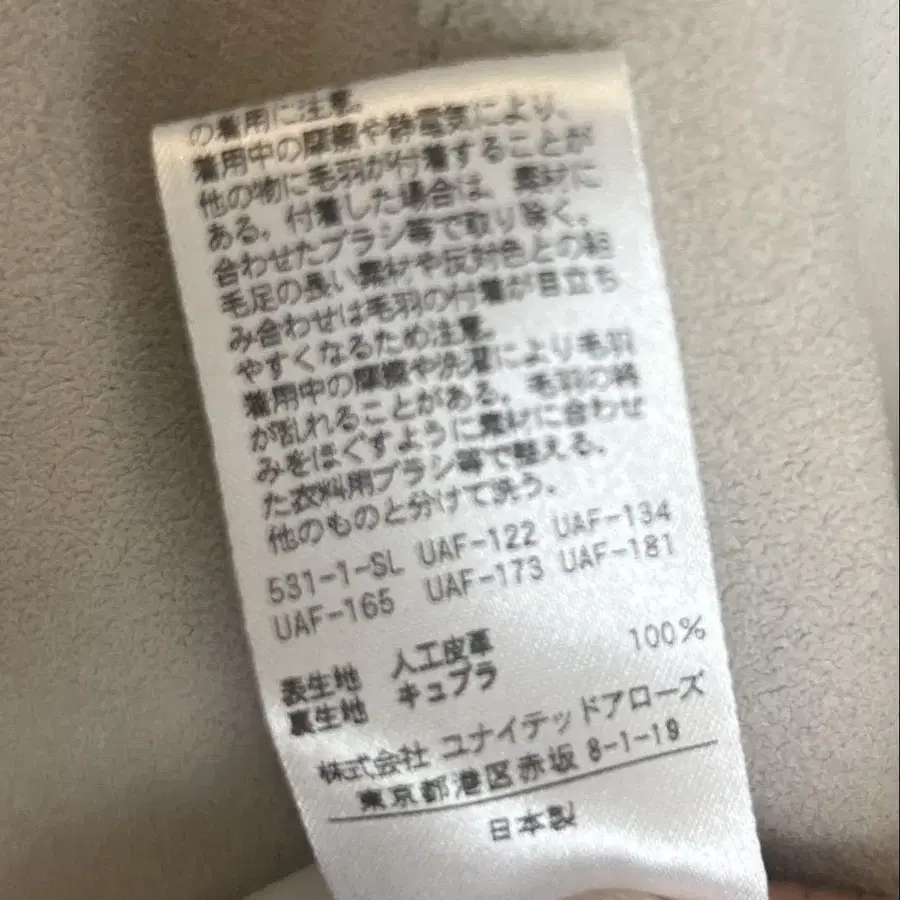 の着用に注意。
着用中の摩擦や静電気により、
他の物に毛羽が付着することが
ある。付着した場合は、素材に
合わせたブラシ等で取り除く。
毛足の長い素材や反対色との組
み合わせは毛羽の付着が目立ち
やすくなるため注意。
着用中の摩擦や洗濯により毛羽
が乱れることがある。毛羽の絡
みをほぐすように素材に合わせ
た衣料用ブラシ等で整える。
他のものと分けて洗う。
531-1-SL UAF-122 UAF-134
UAF-165 UAF-173 UAF-181
表生地 人工皮革
裏生地 キュプラ 100%
株式会社 ユナイテッドアローズ
東京都港区赤坂 8-1-19
日本製